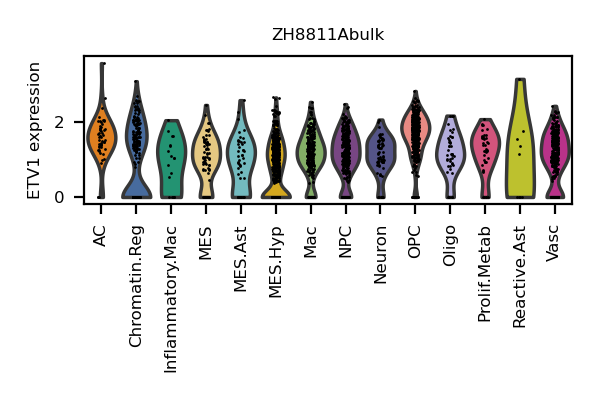 ZH8811Abulk
ETV1 expression
2
0
AC
Chromatin.Reg
Inflammatory.Mac
MES
MES.Ast
MES.Hyp
Mac
NPC
Neuron
OPC
Oligo
Prolif.Metab
Reactive.Ast
Vasc